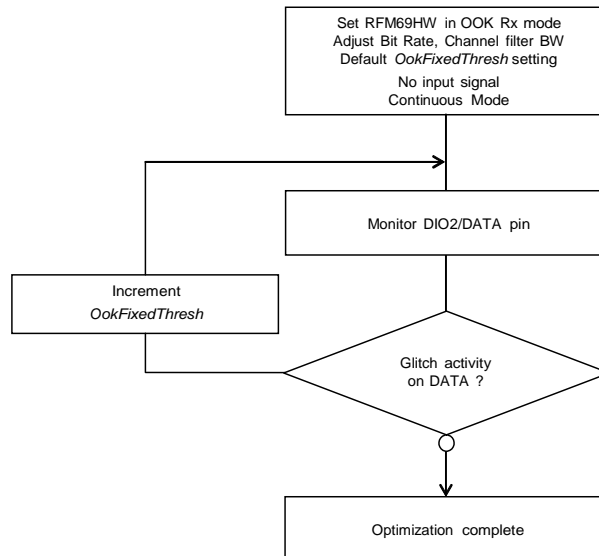 Set RFM69HW in OOK Rx mode
Adjust Bit Rate, Channel filter BW
Default OokFixedThresh setting
No input signal
Continuous Mode
Monitor DIO2/DATA pin
Increment
OokFixedThresh
Glitch activity
on DATA ?
Optimization complete